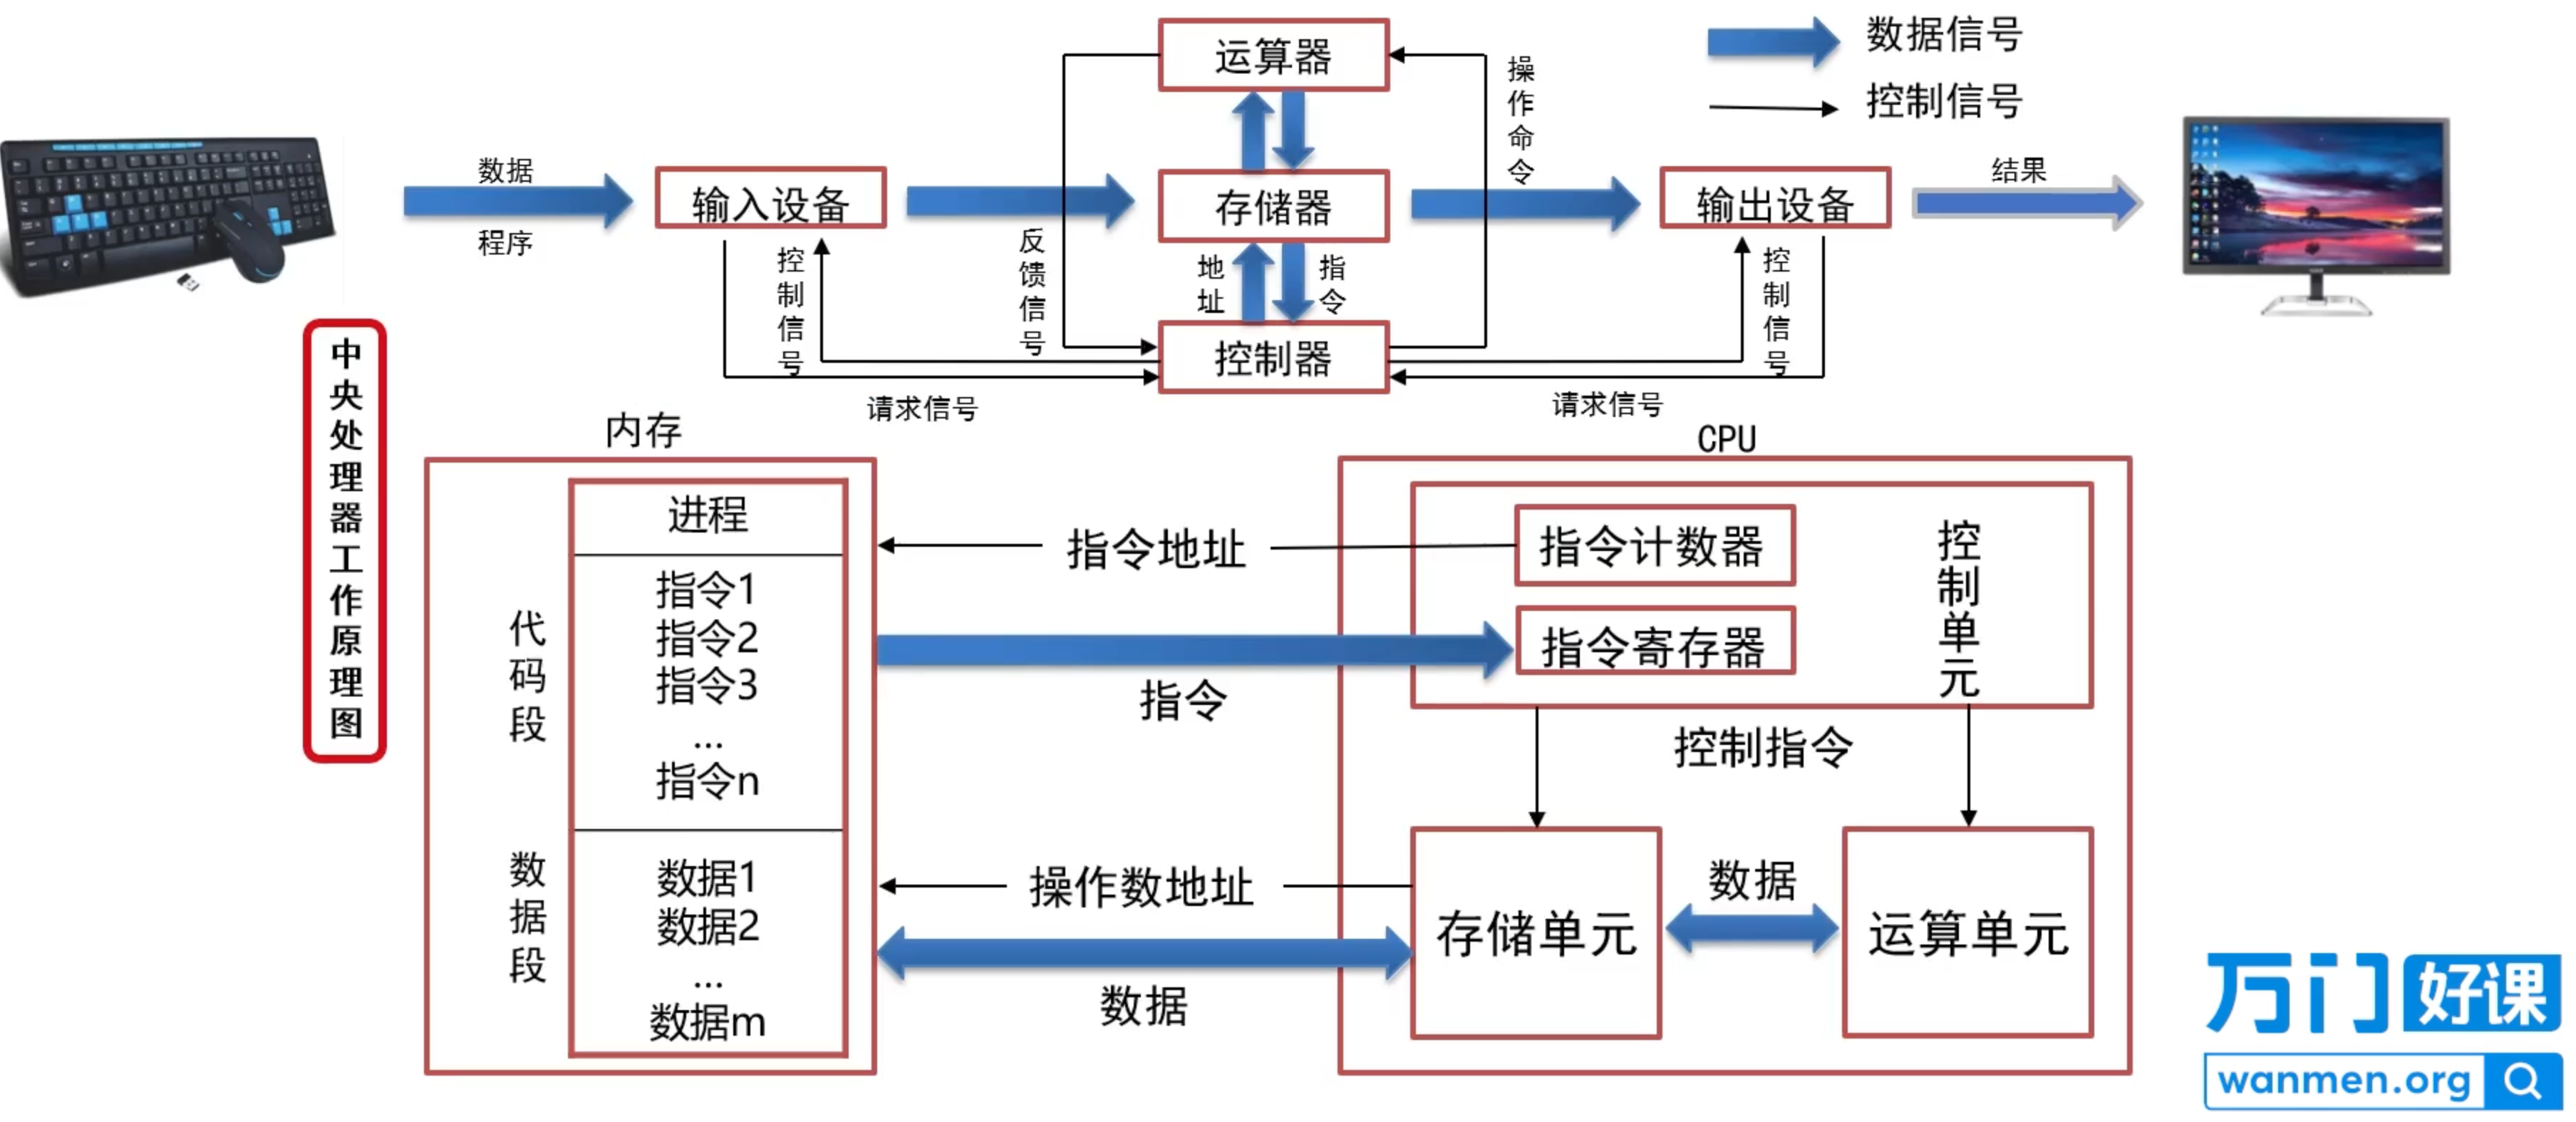 运算器
数据信号
控制信号
操作命令
数据
程序
输入设备
存储器
输出设备
结果
控制信号
反馈信号
地址
指令
控制信号
控制器
请求信号
请求信号
中央处理器工作原理图
内存
CPU
进程
指令1
指令2
指令3
...
指令n
代码段
数据段
数据1
数据2
...
数据m
指令地址
指令
操作数地址
数据
指令计数器
指令寄存器
控制单元
控制指令
存储单元
数据
运算单元
万门好课
wanmen.org